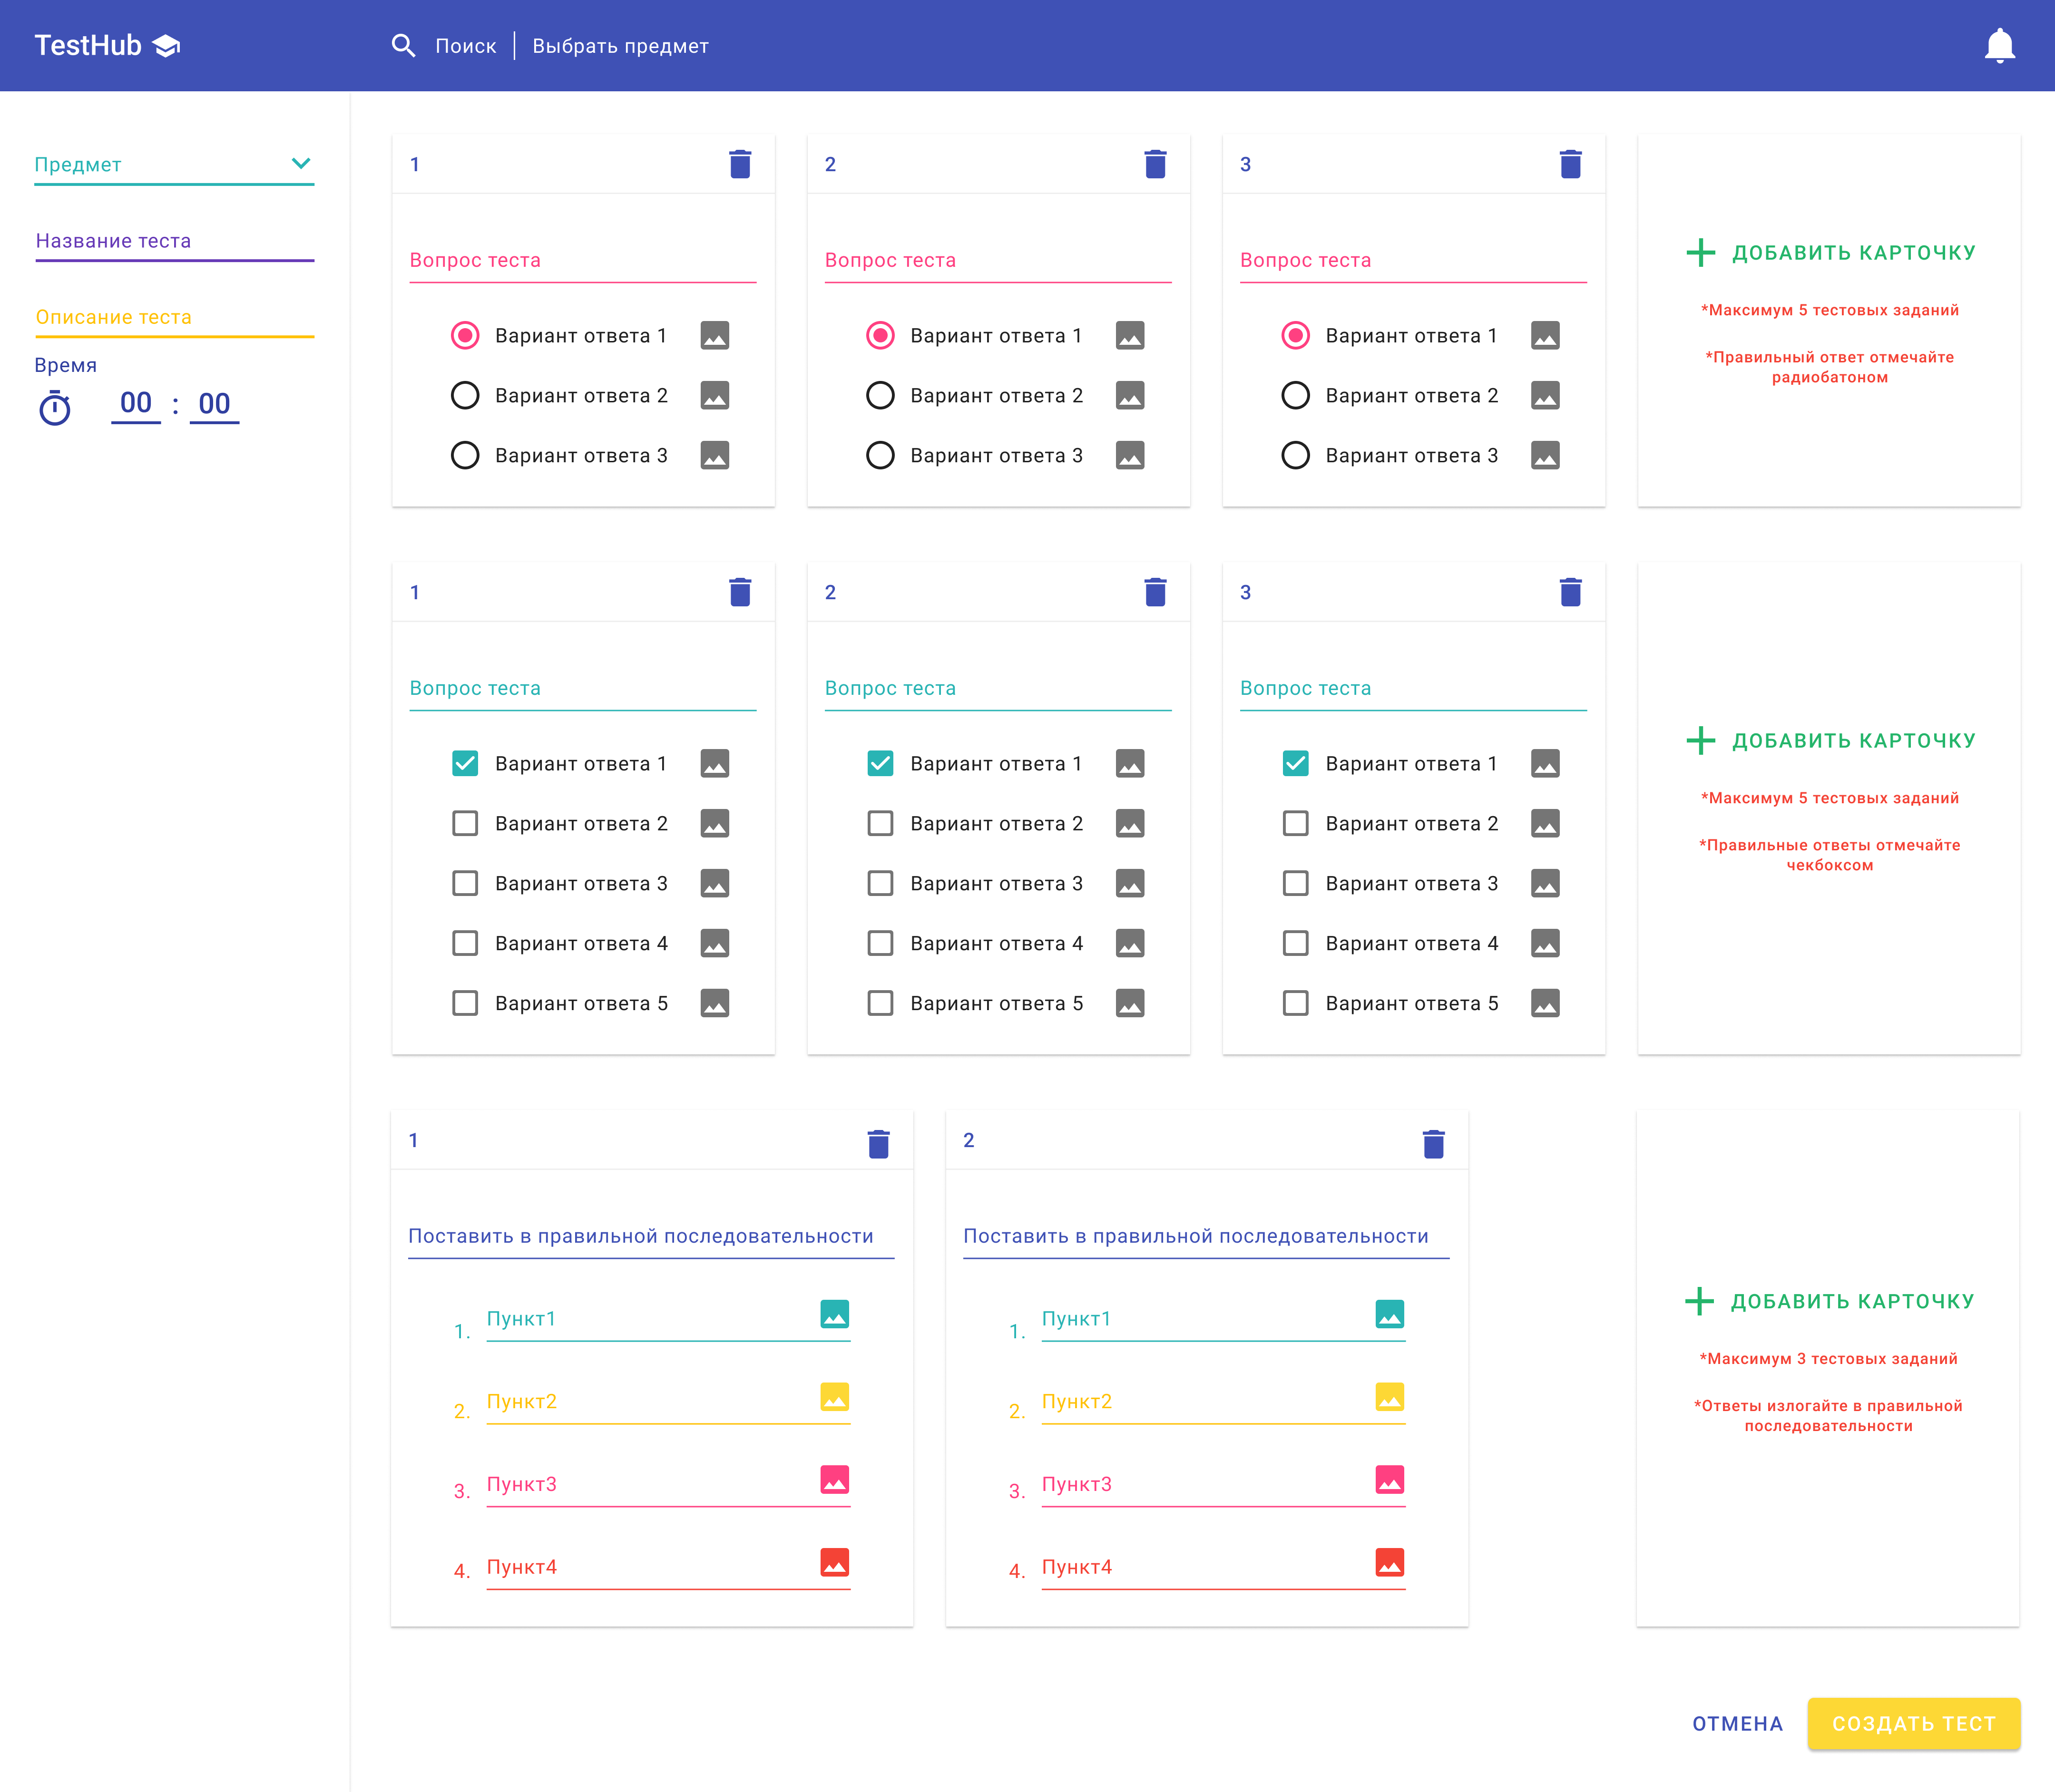 TestHub
Поиск
Выбрать предмет
Предмет
Название теста
Описание теста
Время
00 : 00
1
Вопрос теста
Вариант ответа 1
Вариант ответа 2
Вариант ответа 3
2
Вопрос теста
Вариант ответа 1
Вариант ответа 2
Вариант ответа 3
3
Вопрос теста
Вариант ответа 1
Вариант ответа 2
Вариант ответа 3
ДОБАВИТЬ КАРТОЧКУ
*Максимум 5 тестовых заданий
*Правильный ответ отмечайте
радиобатоном
1
Вопрос теста
Вариант ответа 1
Вариант ответа 2
Вариант ответа 3
Вариант ответа 4
Вариант ответа 5
2
Вопрос теста
Вариант ответа 1
Вариант ответа 2
Вариант ответа 3
Вариант ответа 4
Вариант ответа 5
3
Вопрос теста
Вариант ответа 1
Вариант ответа 2
Вариант ответа 3
Вариант ответа 4
Вариант ответа 5
ДОБАВИТЬ КАРТОЧКУ
*Максимум 5 тестовых заданий
*Правильные ответы отмечайте
чекбоксом
1
Поставить в правильной последовательности
1. Пункт1
2. Пункт2
3. Пункт3
4. Пункт4
2
Поставить в правильной последовательности
1. Пункт1
2. Пункт2
3. Пункт3
4. Пункт4
ДОБАВИТЬ КАРТОЧКУ
*Максимум 3 тестовых заданий
*Ответы излогайте в правильной
последовательности
ОТМЕНА
СОЗДАТЬ ТЕСТ